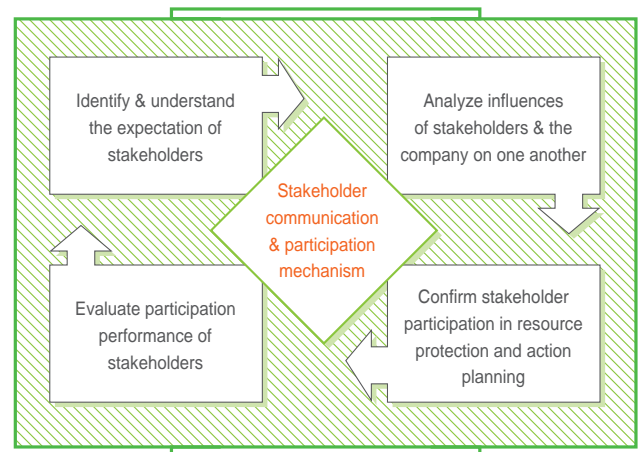 Identify & understand
the expectation of
stakeholders
Analyze influences
of stakeholders & the
company on one another
Stakeholder
communication
& participation
mechanism
Evaluate participation
performance of
stakeholders
Confirm stakeholder
participation in resource
protection and action
planning